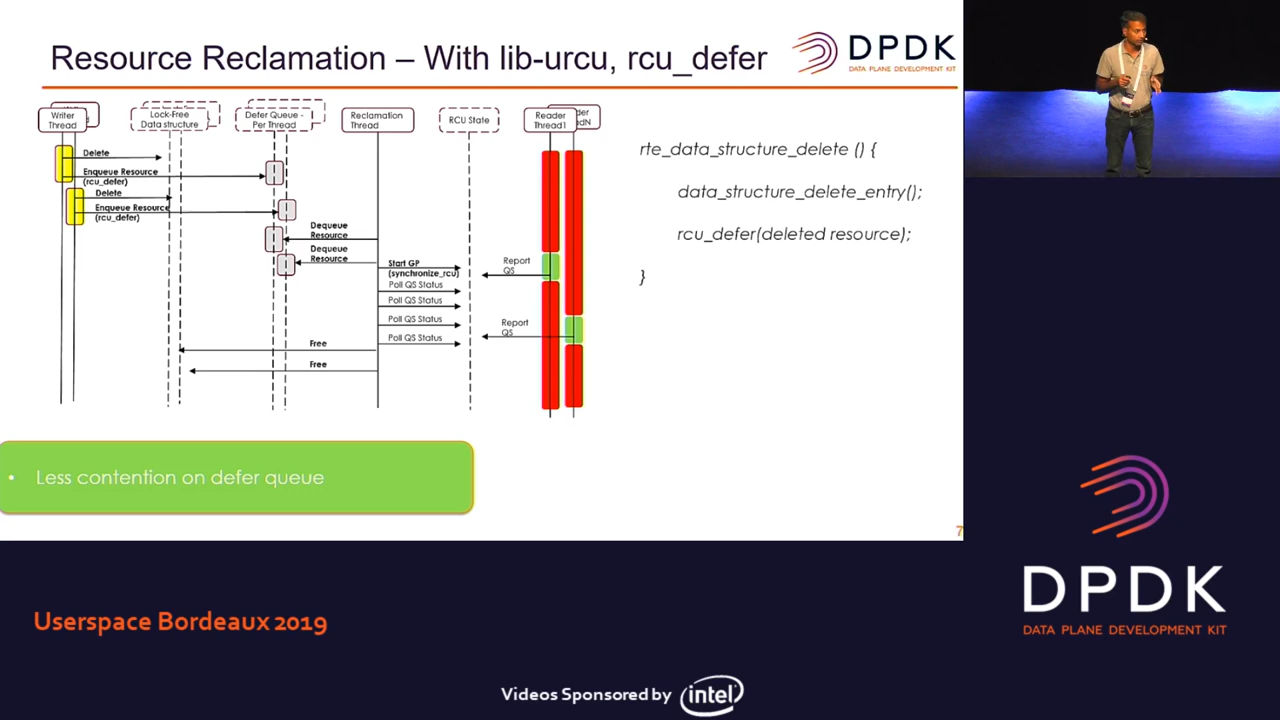 Resource Reclamation – With lib-urcu, rcu_defer
DPDK
DATA PLANE DEVELOPMENT KIT
Writer
Thread
Lock-Free
Data structure
Defer Queue -
Per Thread
Reclamation
Thread
RCU State
Reader
Thread1
Delete
Enqueue Resource
(rcu_defer)
Delete
Enqueue Resource
(rcu_defer)
Dequeue
Resource
Dequeue
Resource
Start GP
(synchronize_rcu)
Poll QS Status
Poll QS Status
Poll QS Status
Poll QS Status
Report
QS
Report
QS
Free
Free
rte_data_structure_delete () {
data_structure_delete_entry();
rcu_defer(deleted resource);
}
• Less contention on defer queue
7
DPDK
DATA PLANE DEVELOPMENT KIT
Userspace Bordeaux 2019
Videos Sponsored by intel